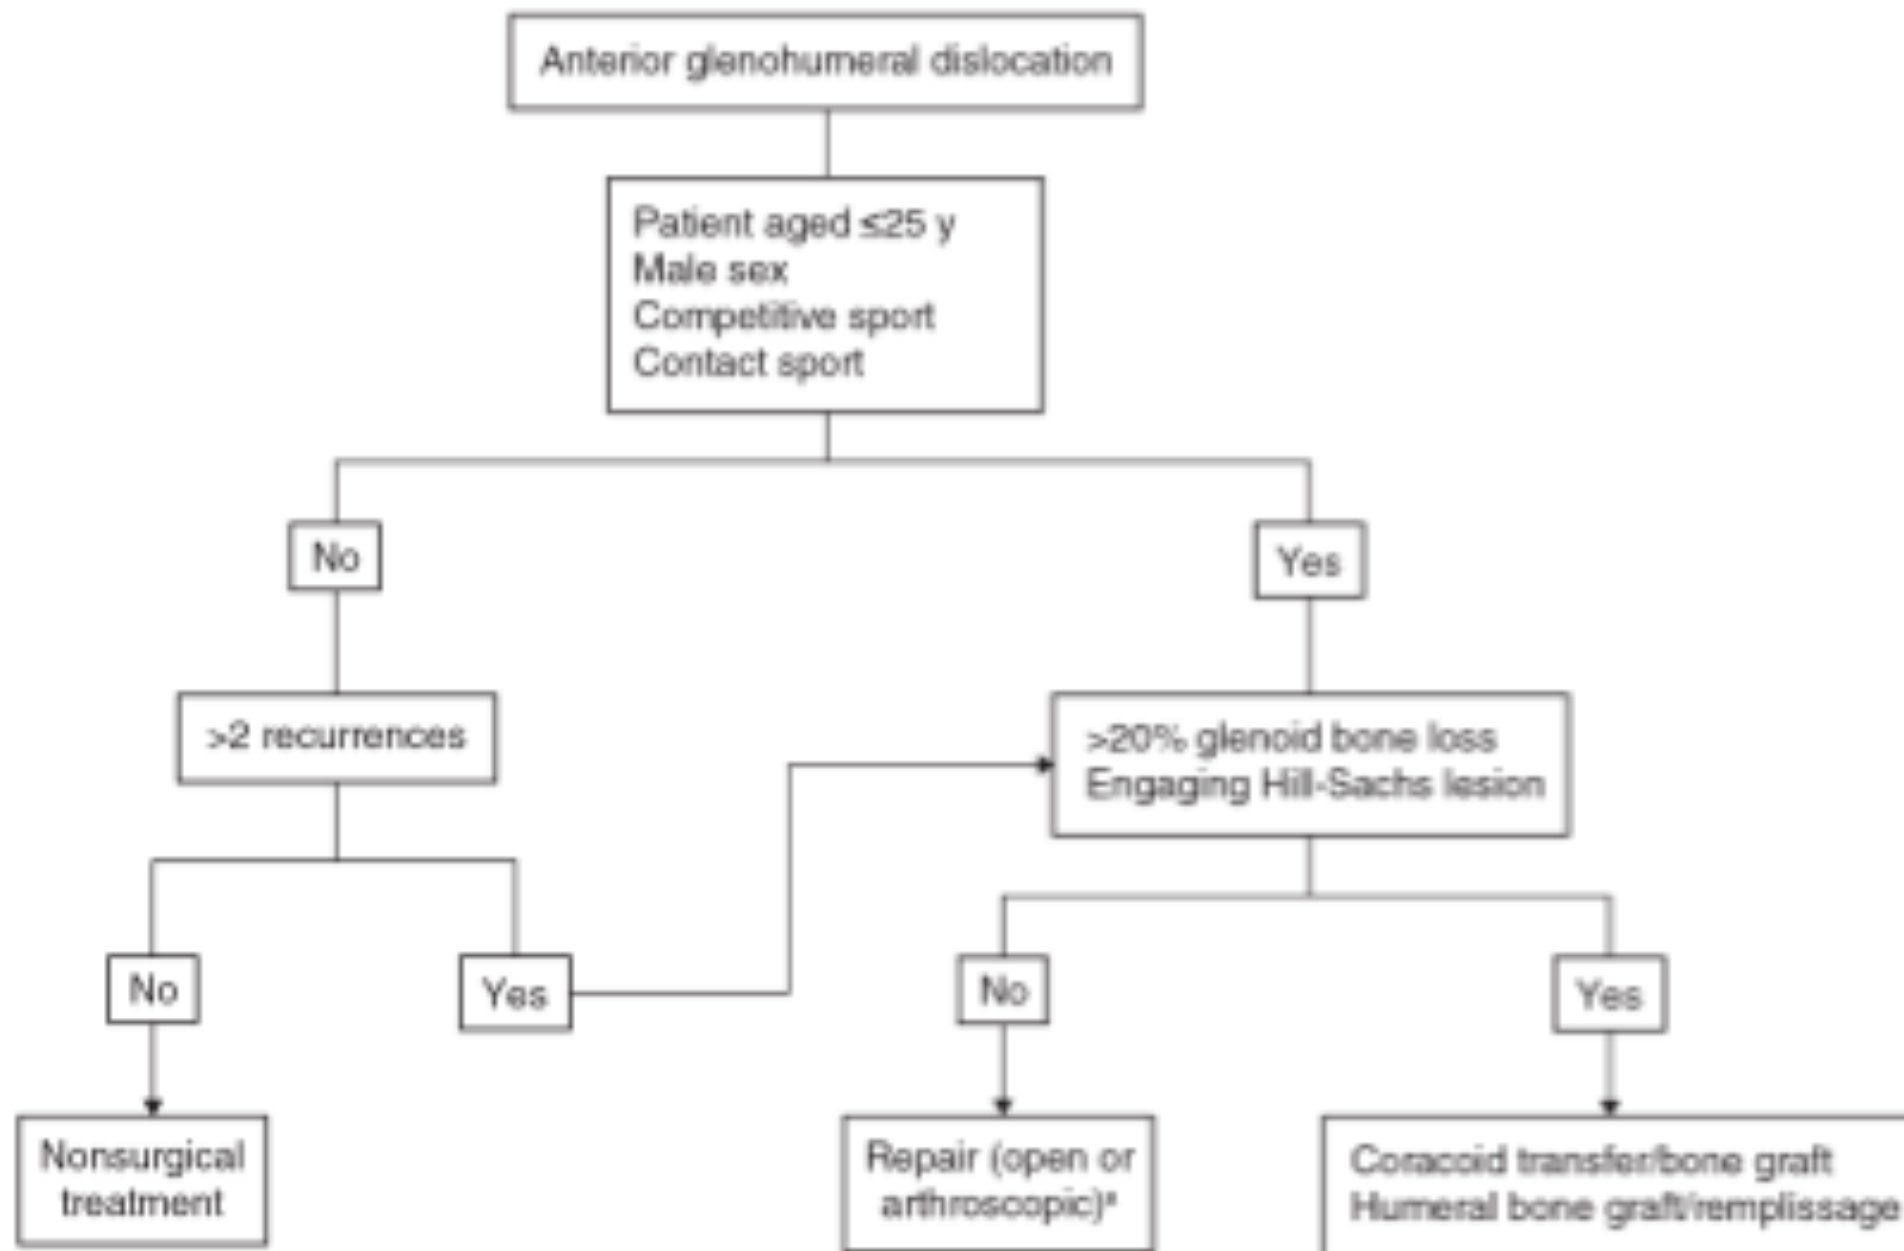 Anterior glenohumeral dislocation
Patient aged ≤25 y
Male sex
Competitive sport
Contact sport
No
Yes
>2 recurrences
>20% glenoid bone loss
Engaging Hill-Sachs lesion
No
Yes
No
Yes
Nonsurgical
treatment
Repair (open or
arthroscopic)ª
Coracoid transfer/bone graft
Humeral bone graft/remplissage